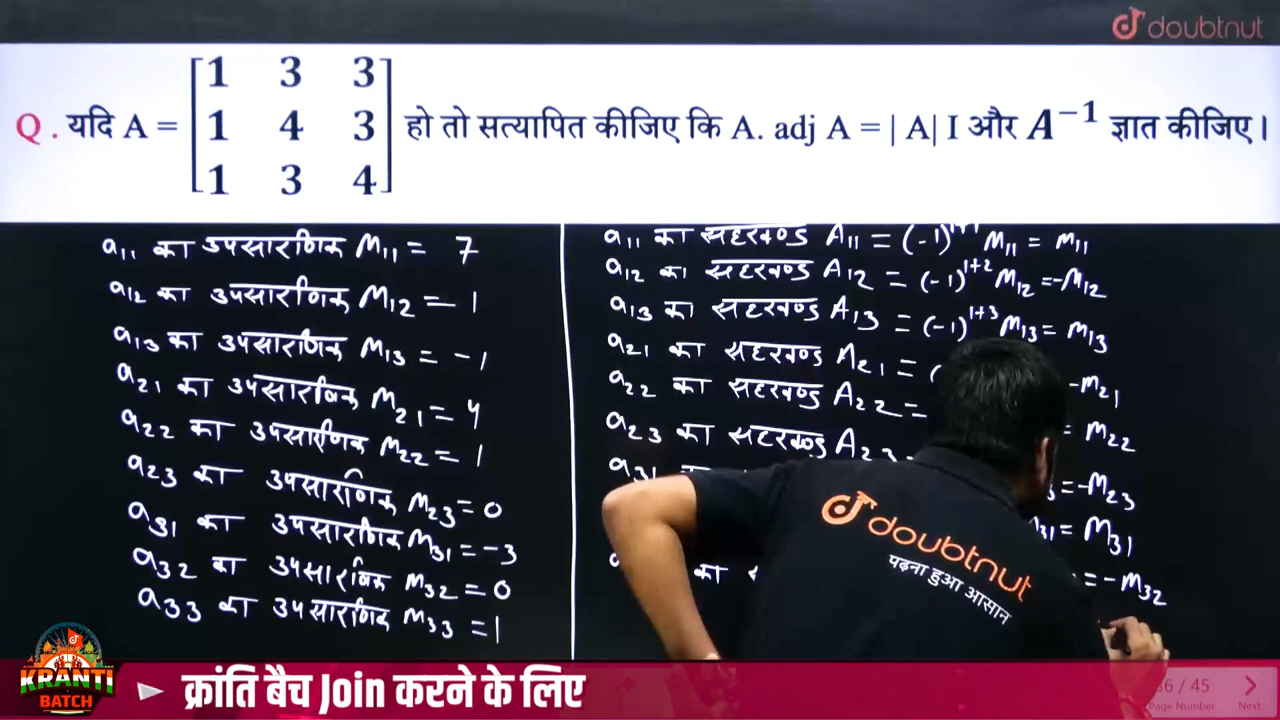 doubtnut
Q. यदि A = [1 3 3
1 4 3
1 3 4] हो तो सत्यापित कीजिए कि A. adj A = | A| I और A⁻¹ ज्ञात कीजिए।
a11 का उपसारणिक M11 = 7
a12 का उपसारणिक M12 = 1
a13 का उपसारणिक M13 = -1
a21 का उपसारणिक M21 = 4
a22 का उपसारणिक M22 = 1
a23 का उपसारणिक M23 = 0
a31 का उपसारणिक M31 = -3
a32 का उपसारणिक M32 = 0
a33 का उपसारणिक M33 = 1
a11 का सहखण्ड A11 = (-1)^1+1 M11 = M11
a12 का सहखण्ड A12 = (-1)^1+2 M12 = -M12
a13 का सहखण्ड A13 = (-1)^1+3 M13 = M13
a21 का सहखण्ड A21 = ( -M21
a22 का सहखण्ड A22 = = M22
a23 का सहखण्ड A23 = -M23
a31 = M31
का = -M32
doubtnut
पढ़ना हुआ आसान
KRANTI
BATCH
क्रांति बैच Join करने के लिए
36 / 45
Page Number
Next